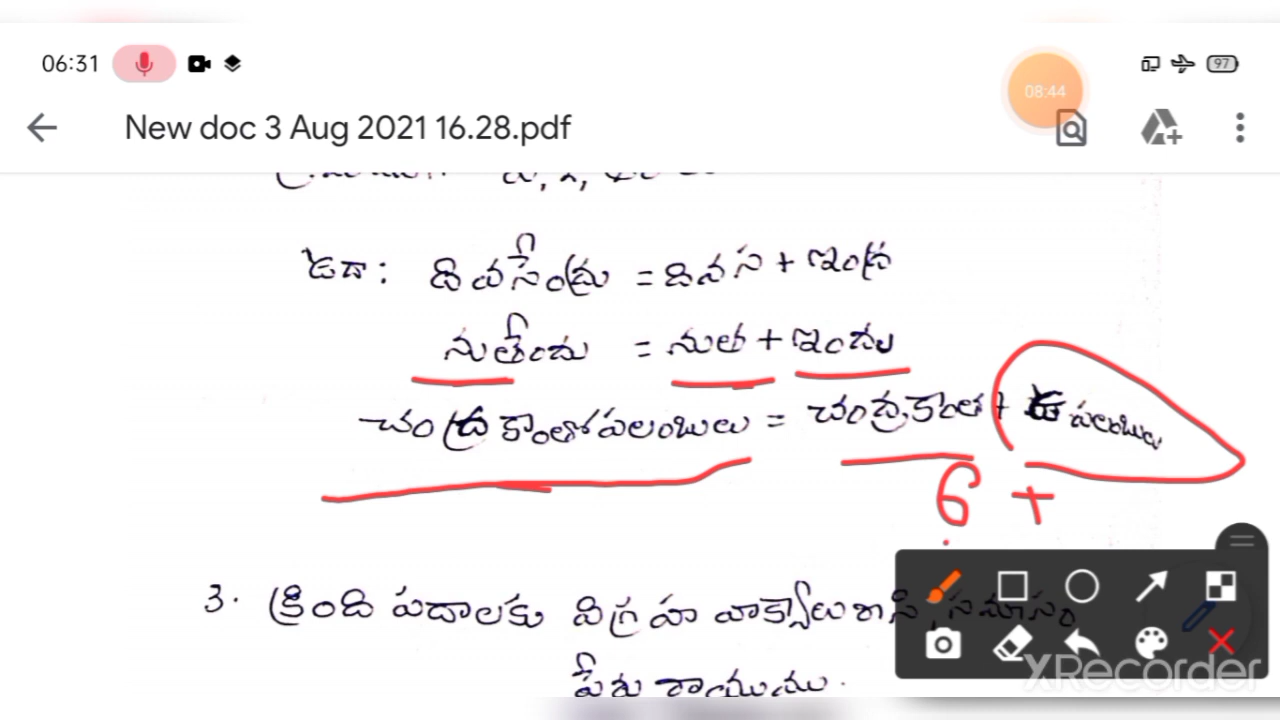 06:31
97
08:44
New doc 3 Aug 2021 16.28.pdf
ఉదా: దివసేంద్రు = దివస + ఇంద్ర
నుతేందు = నుత + ఇందు
చంద్రకాంతోపలంబులు = చంద్రకాంత + ఉపలంబులు
6 +
3. క్రింది పదాలకు విగ్రహ వాక్యాలు రాసి, సమాసం
పేరు రాయుము.
XRecorder